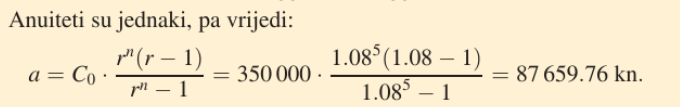 Anuiteti su jednaki, pa vrijedi:
a = C₀ · rⁿ(r − 1) / rⁿ − 1 = 350 000 · 1.08⁵(1.08 − 1) / 1.08⁵ − 1 = 87 659.76 kn.